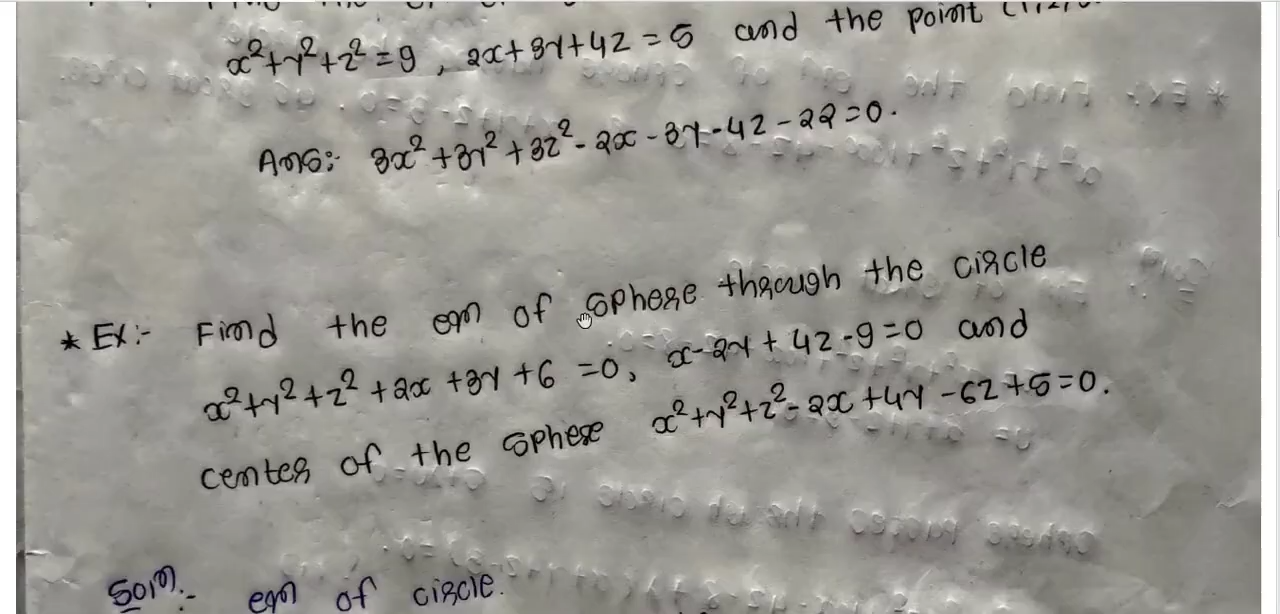 x²+y²+z²=9, 2x+3y+4z=5 and the point (1,2,3
Ans:- 3x²+3y²+3z²-2x-3y-4z-22=0.
* Ex:- Find the eqn of sphere through the circle
x²+y²+z²+2x+3y+6=0, x-2y+4z-9=0 and
center of the sphere x²+y²+z²-2x+4y-6z+5=0.
Soln:- eqn of circle.